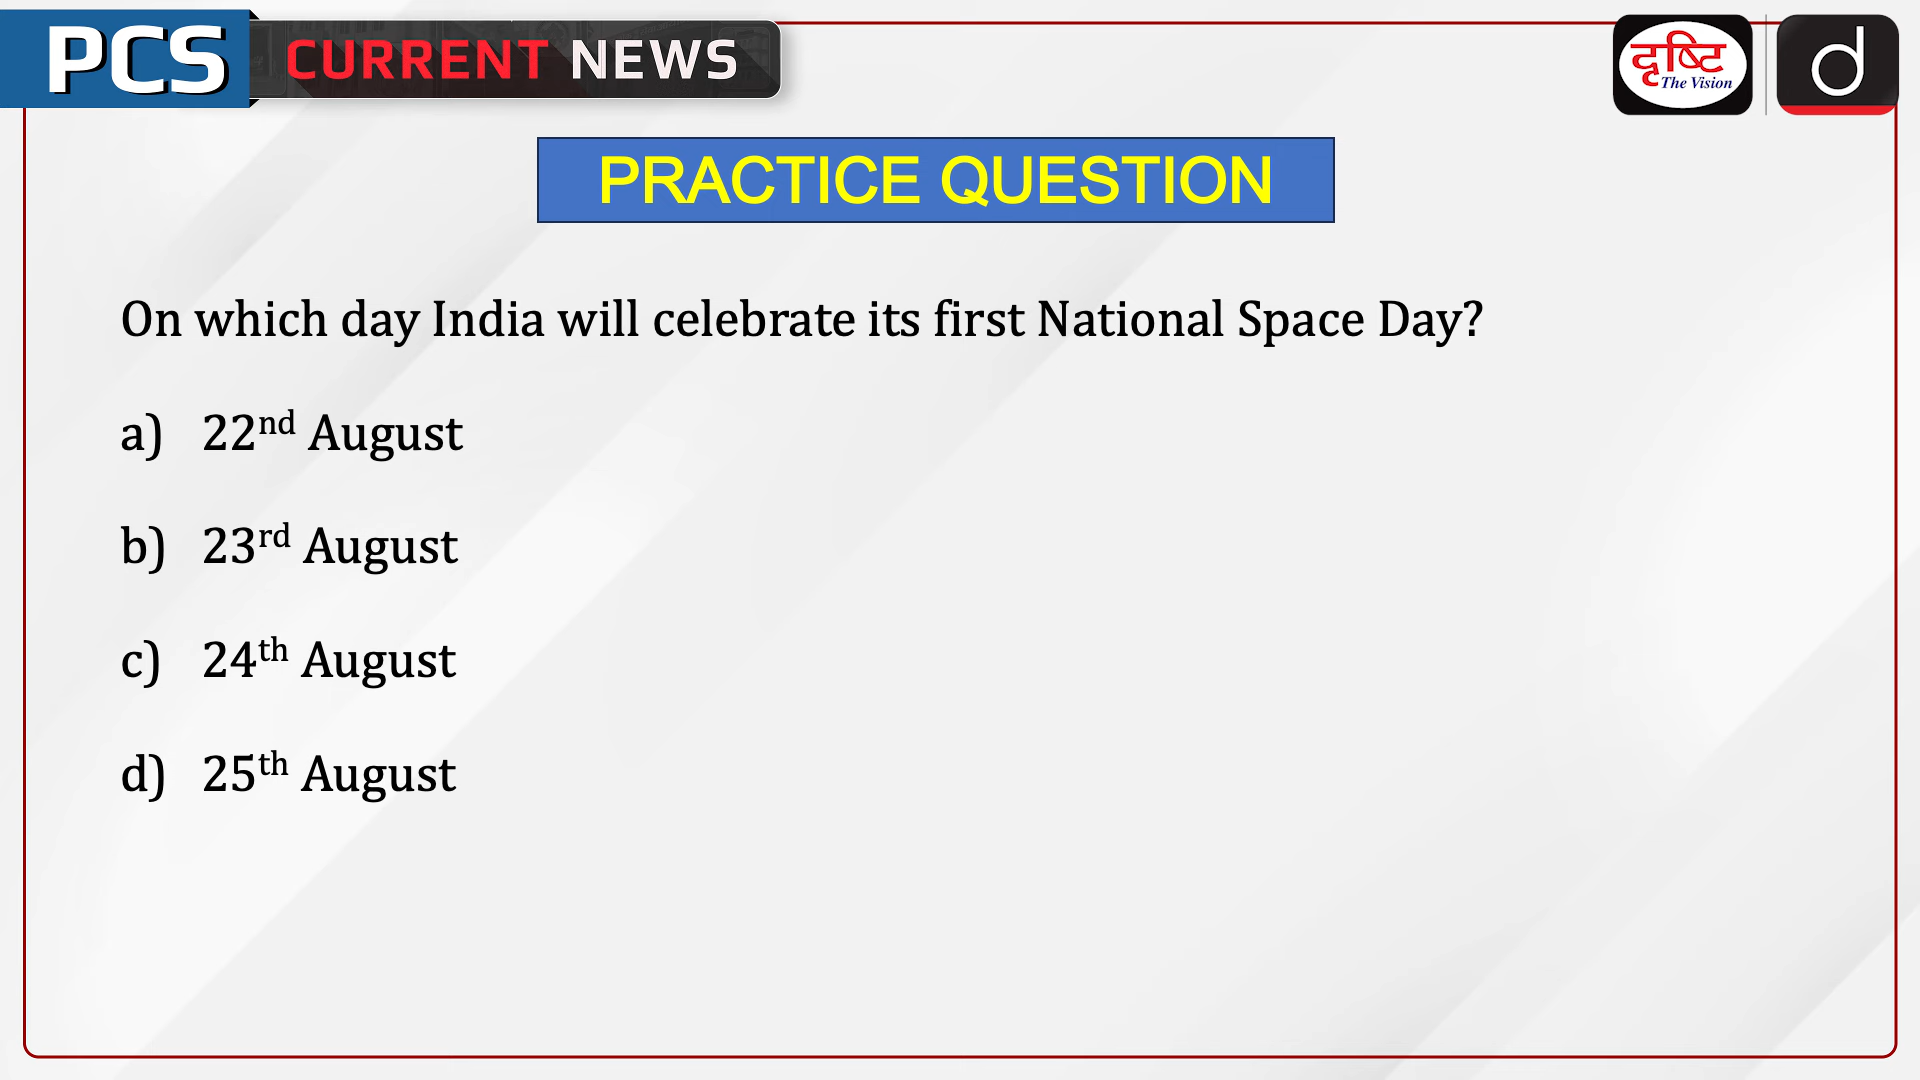 PCS CURRENT NEWS
दृष्टि
The Vision
d
PRACTICE QUESTION
On which day India will celebrate its first National Space Day?
a) 22nd August
b) 23rd August
c) 24th August
d) 25th August